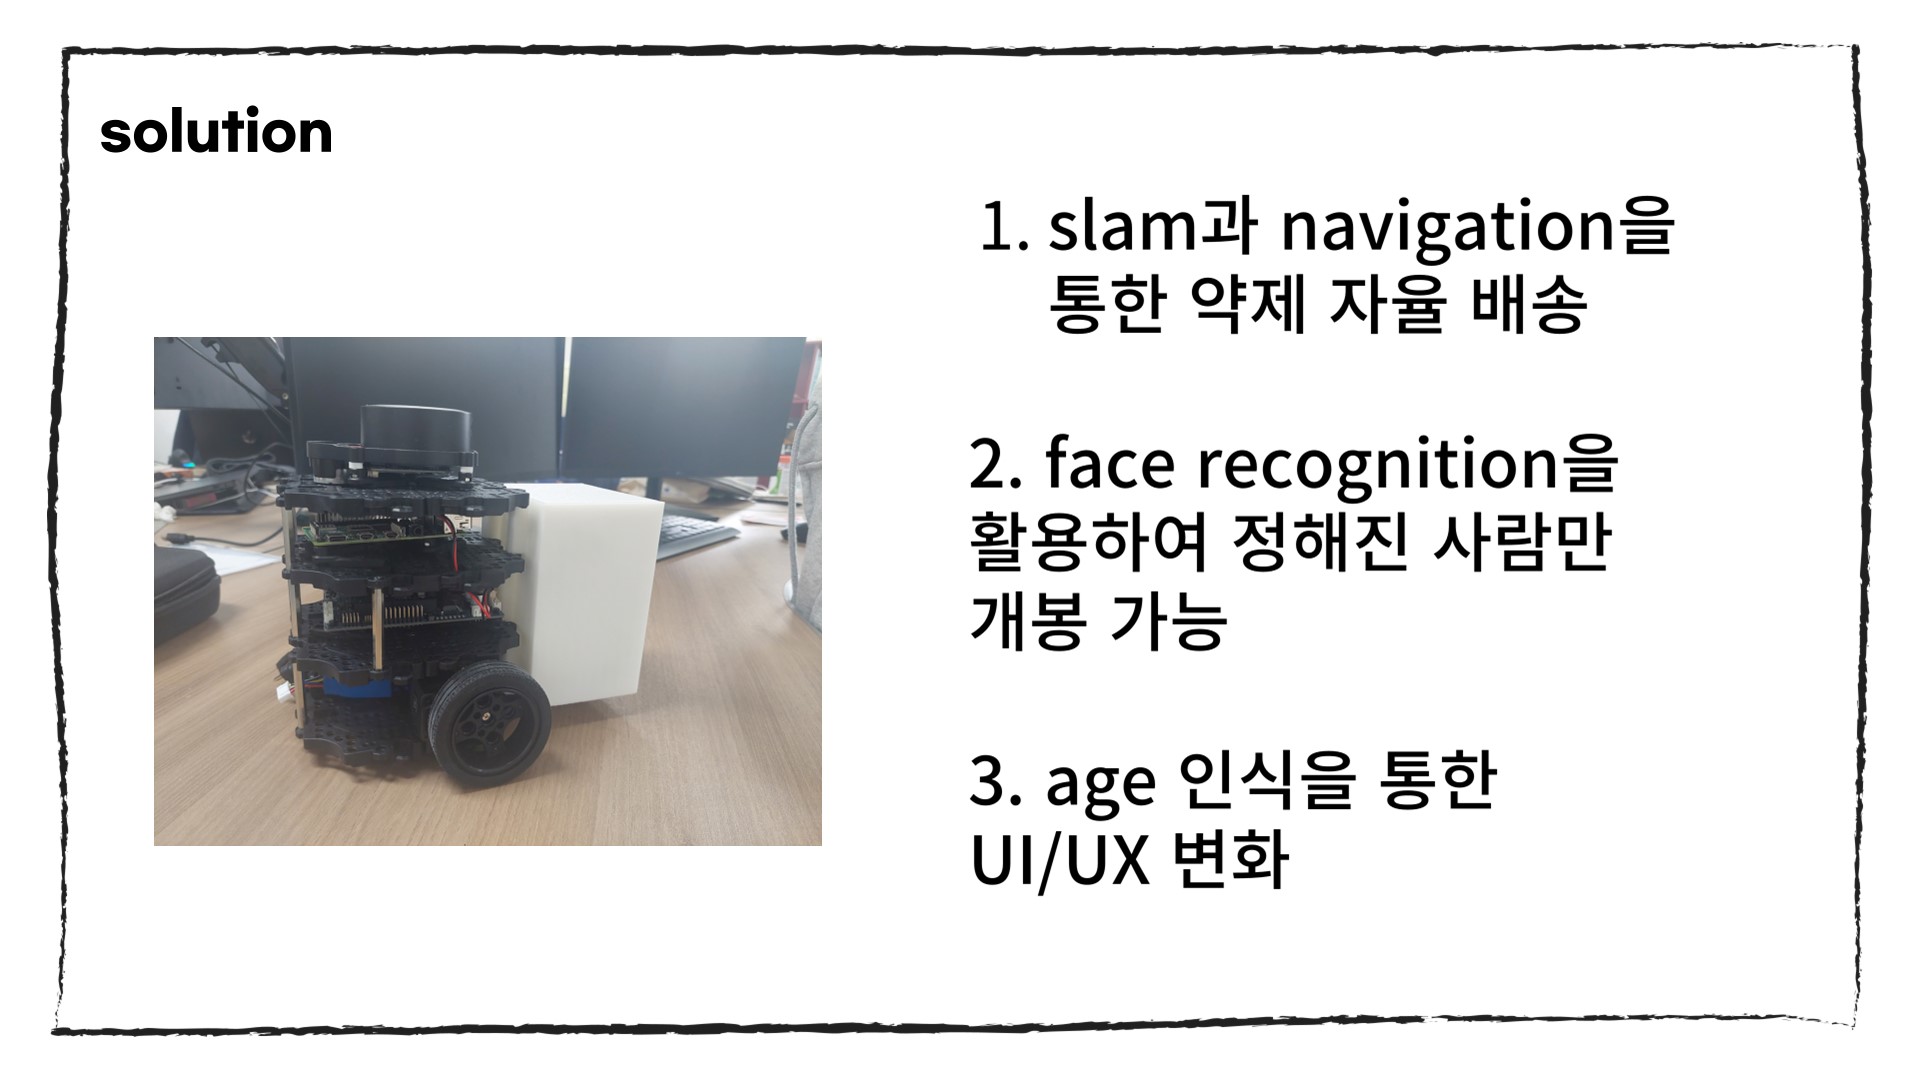 solution
1. slam과 navigation을
통한 약제 자율 배송
2. face recognition을
활용하여 정해진 사람만
개봉 가능
3. age 인식을 통한
UI/UX 변화